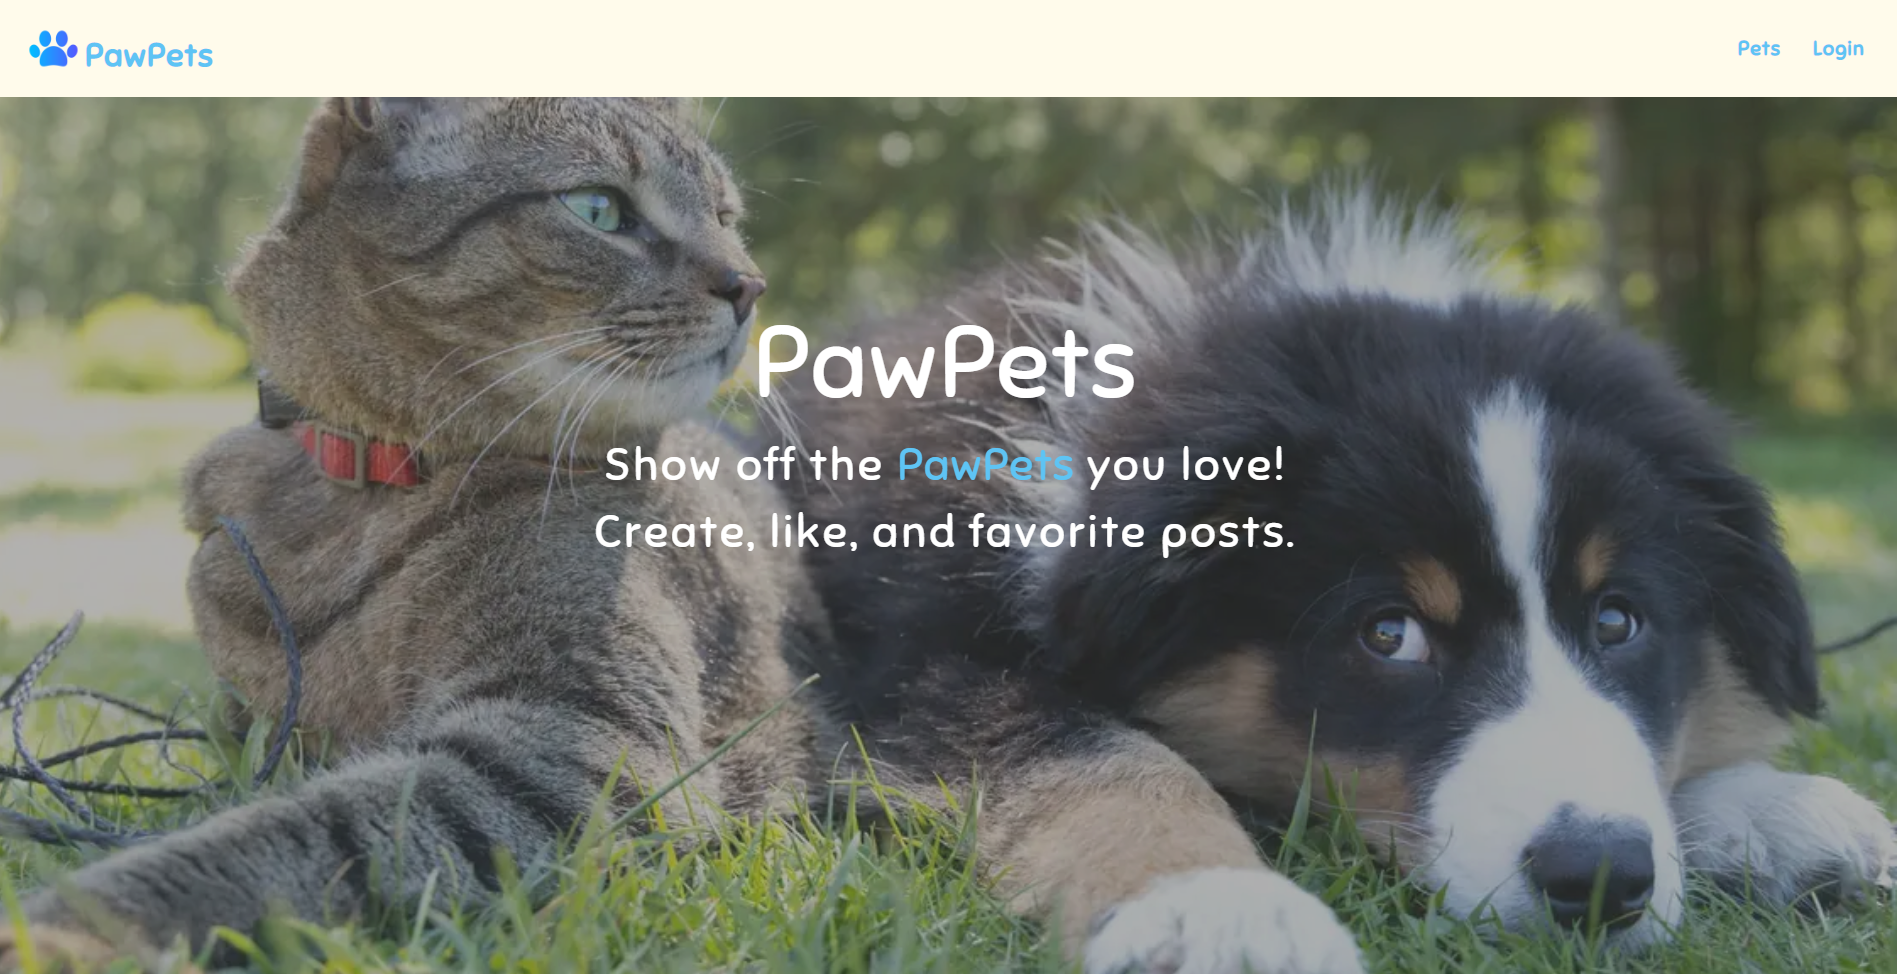 PawPets
Pets
Login
PawPets
Show off the PawPets you love!
Create, like, and favorite posts.